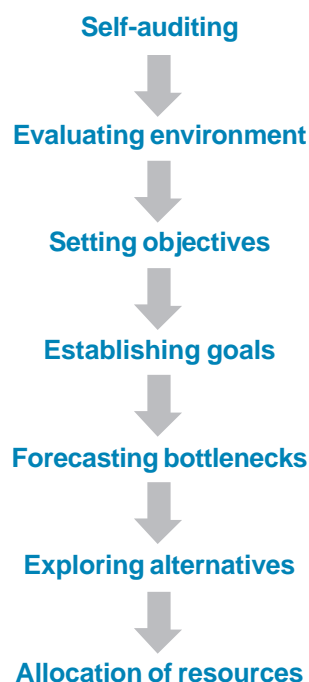 Self-auditing
Evaluating environment
Setting objectives
Establishing goals
Forecasting bottlenecks
Exploring alternatives
Allocation of resources